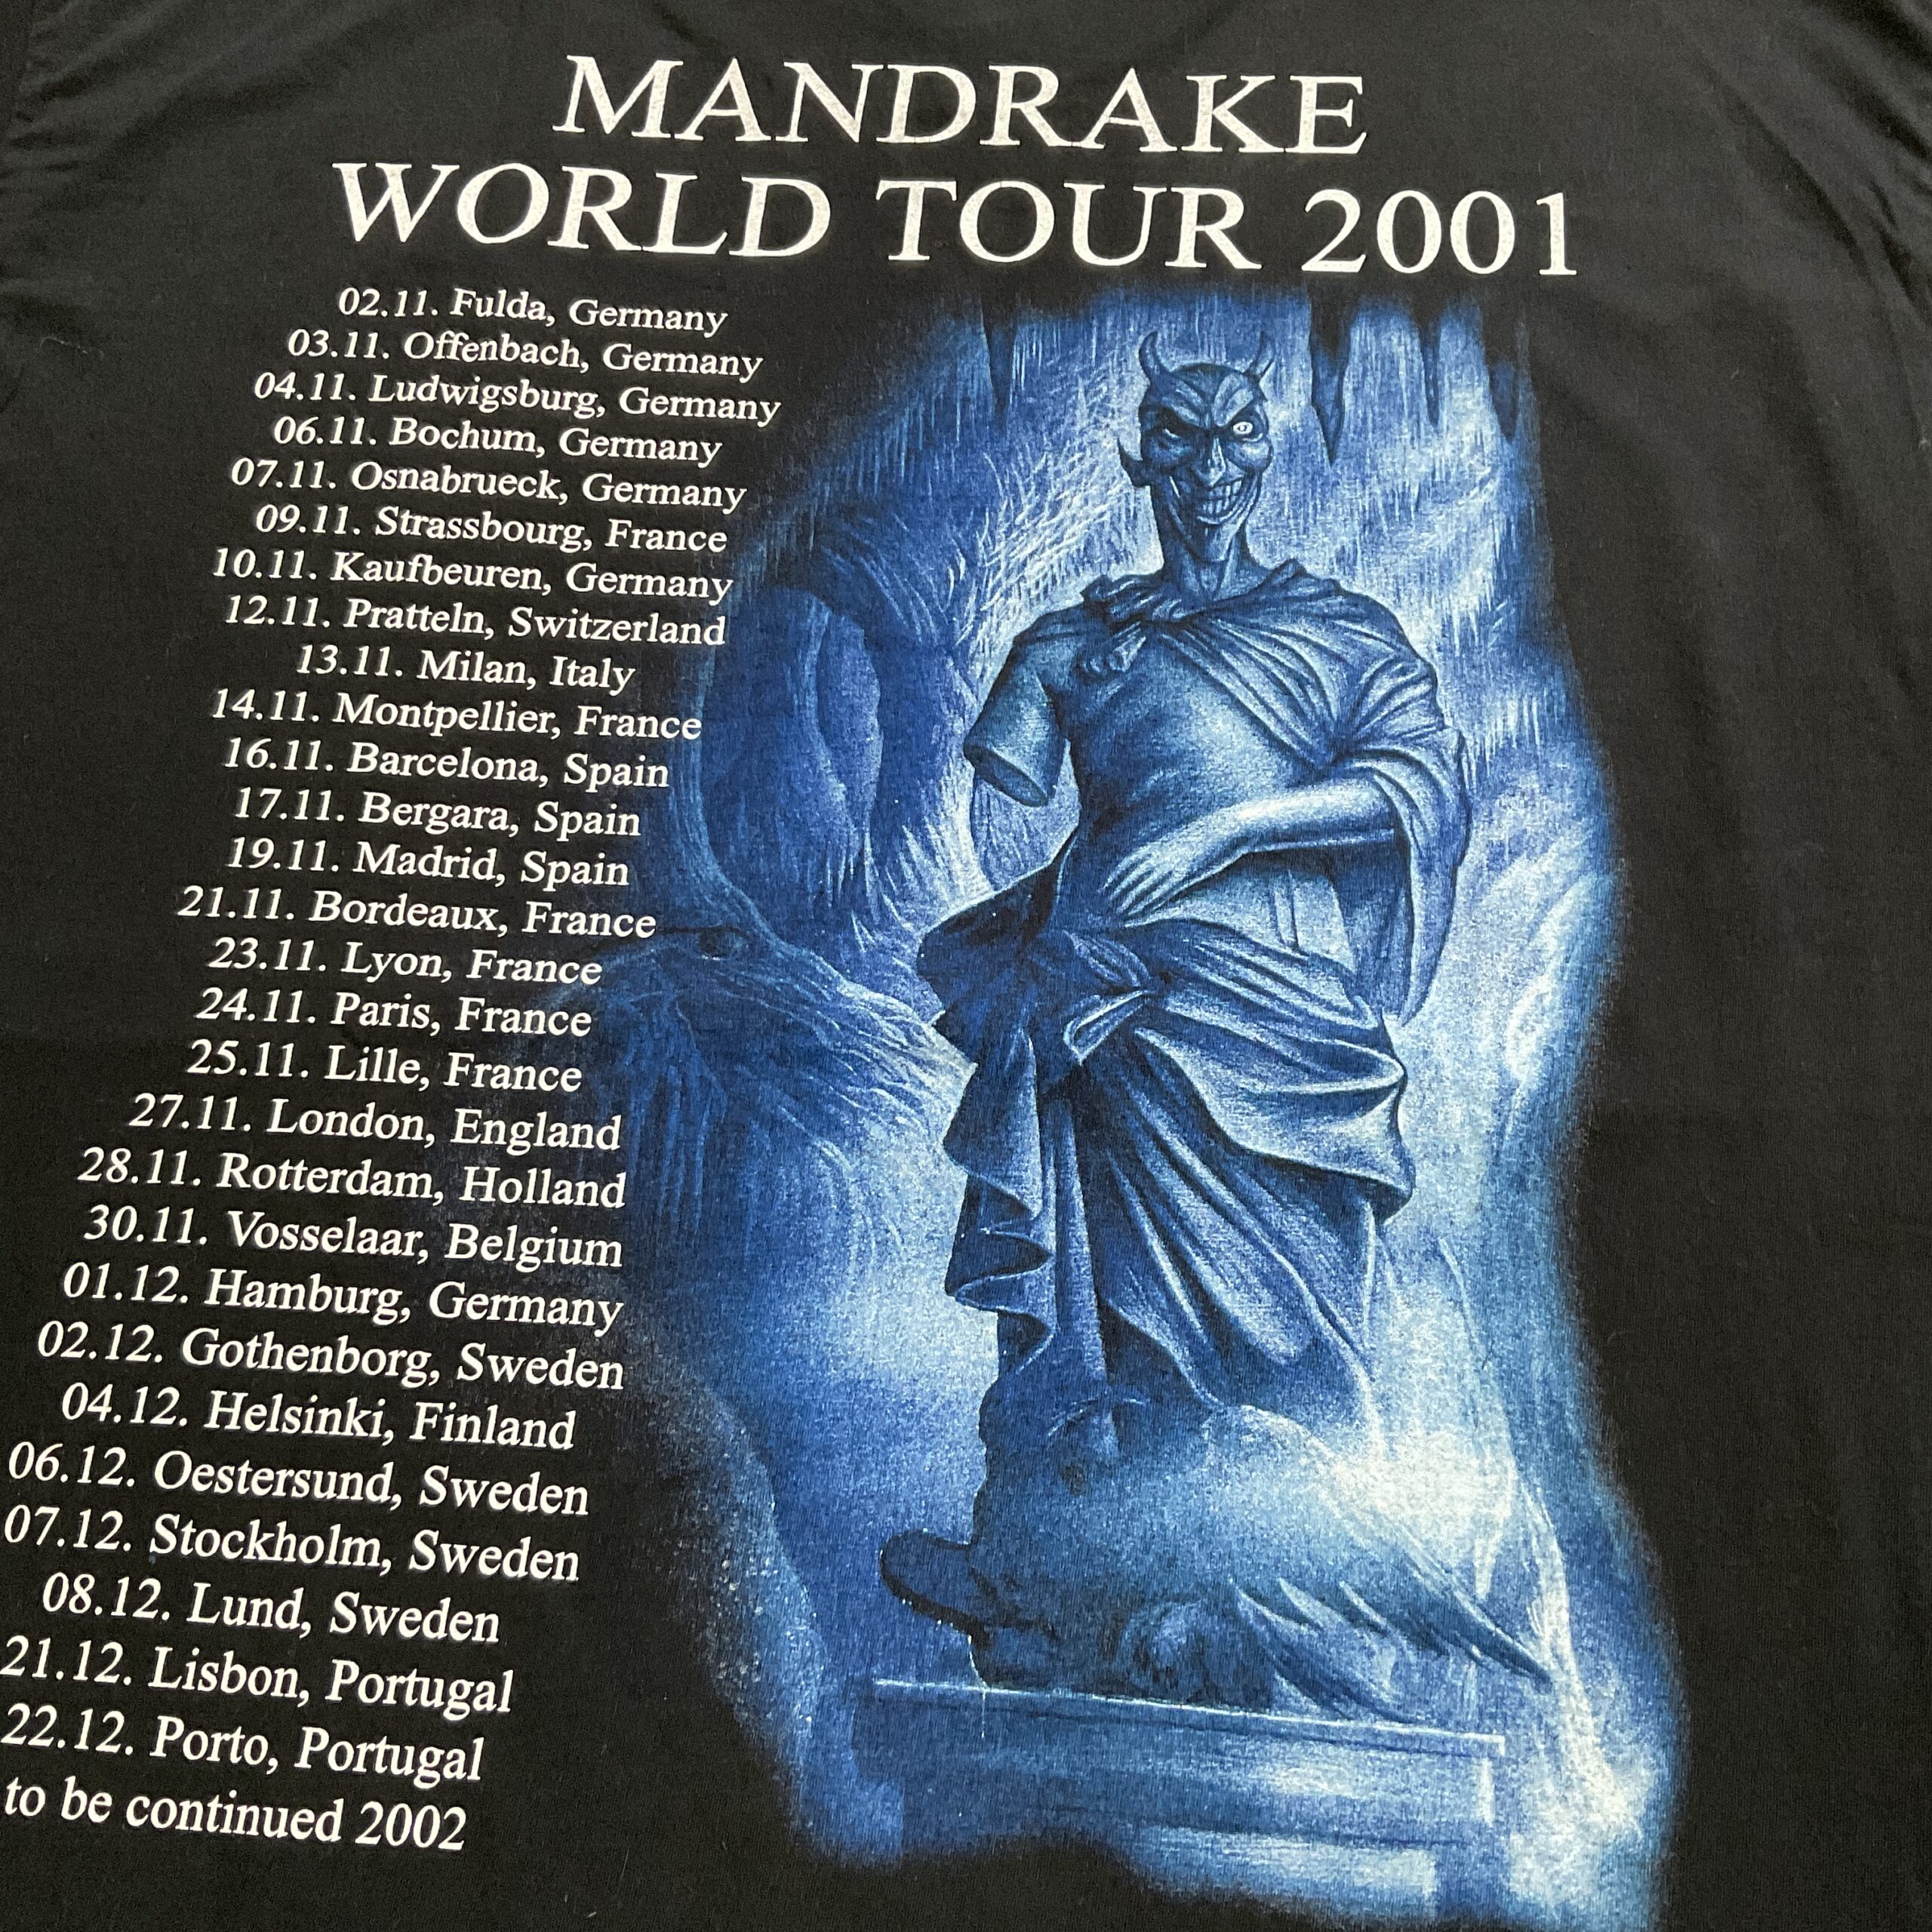 MANDRAKE
WORLD TOUR 2001
02.11. Fulda, Germany
03.11. Offenbach, Germany
04.11. Ludwigsburg, Germany
06.11. Bochum, Germany
07.11. Osnabrueck, Germany
09.11. Strassbourg, France
10.11. Kaufbeuren, Germany
12.11. Pratteln, Switzerland
13.11. Milan, Italy
14.11. Montpellier, France
16.11. Barcelona, Spain
17.11. Bergara, Spain
19.11. Madrid, Spain
21.11. Bordeaux, France
23.11. Lyon, France
24.11. Paris, France
25.11. Lille, France
27.11. London, England
28.11. Rotterdam, Holland
30.11. Vosselaar, Belgium
01.12. Hamburg, Germany
02.12. Gothenborg, Sweden
04.12. Helsinki, Finland
06.12. Oestersund, Sweden
07.12. Stockholm, Sweden
08.12. Lund, Sweden
21.12. Lisbon, Portugal
22.12. Porto, Portugal
to be continued 2002